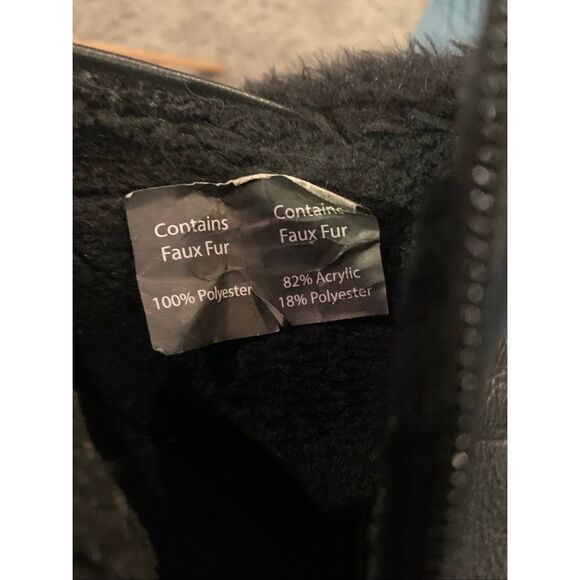 Contains
Faux Fur
100% Polyester
Contains
Faux Fur
82% Acrylic
18% Polyester